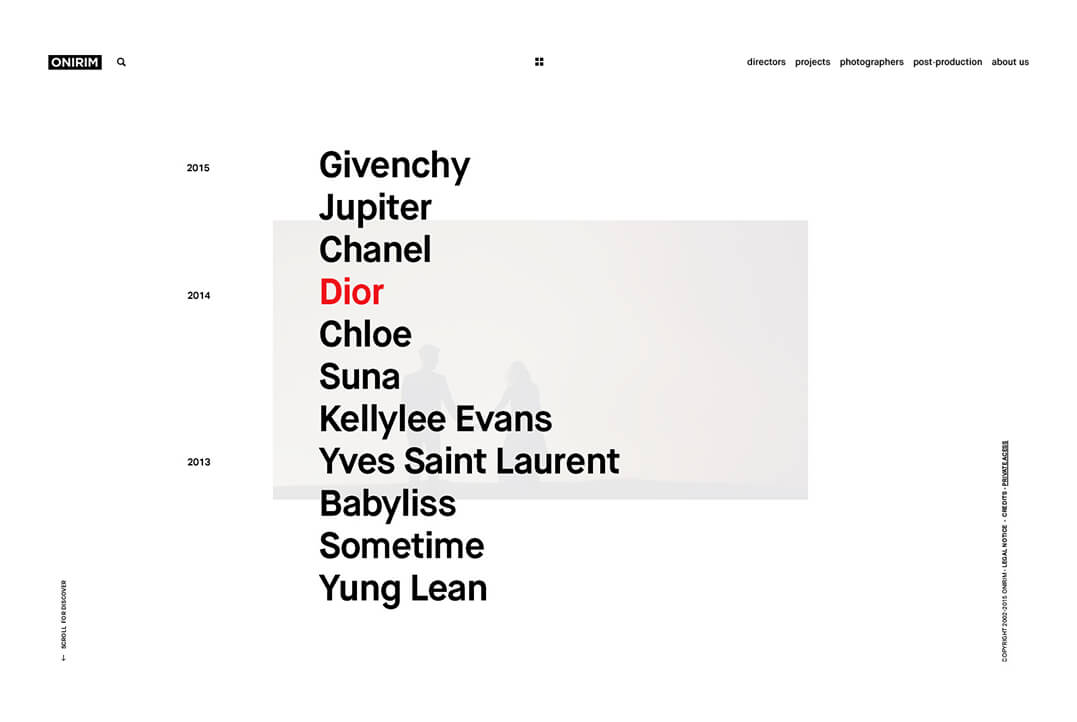 ONIRIM
directors projects photographers post-production about us
2015
Givenchy
Jupiter
Chanel
2014
Dior
Chloe
Suna
Kellylee Evans
2013
Yves Saint Laurent
Babyliss
Sometime
Yung Lean
← SCROLL FOR DISCOVER
COPYRIGHT 2002-2015 ONIRIM - LEGAL NOTICE - CREDITS - PRIVATE ACESS